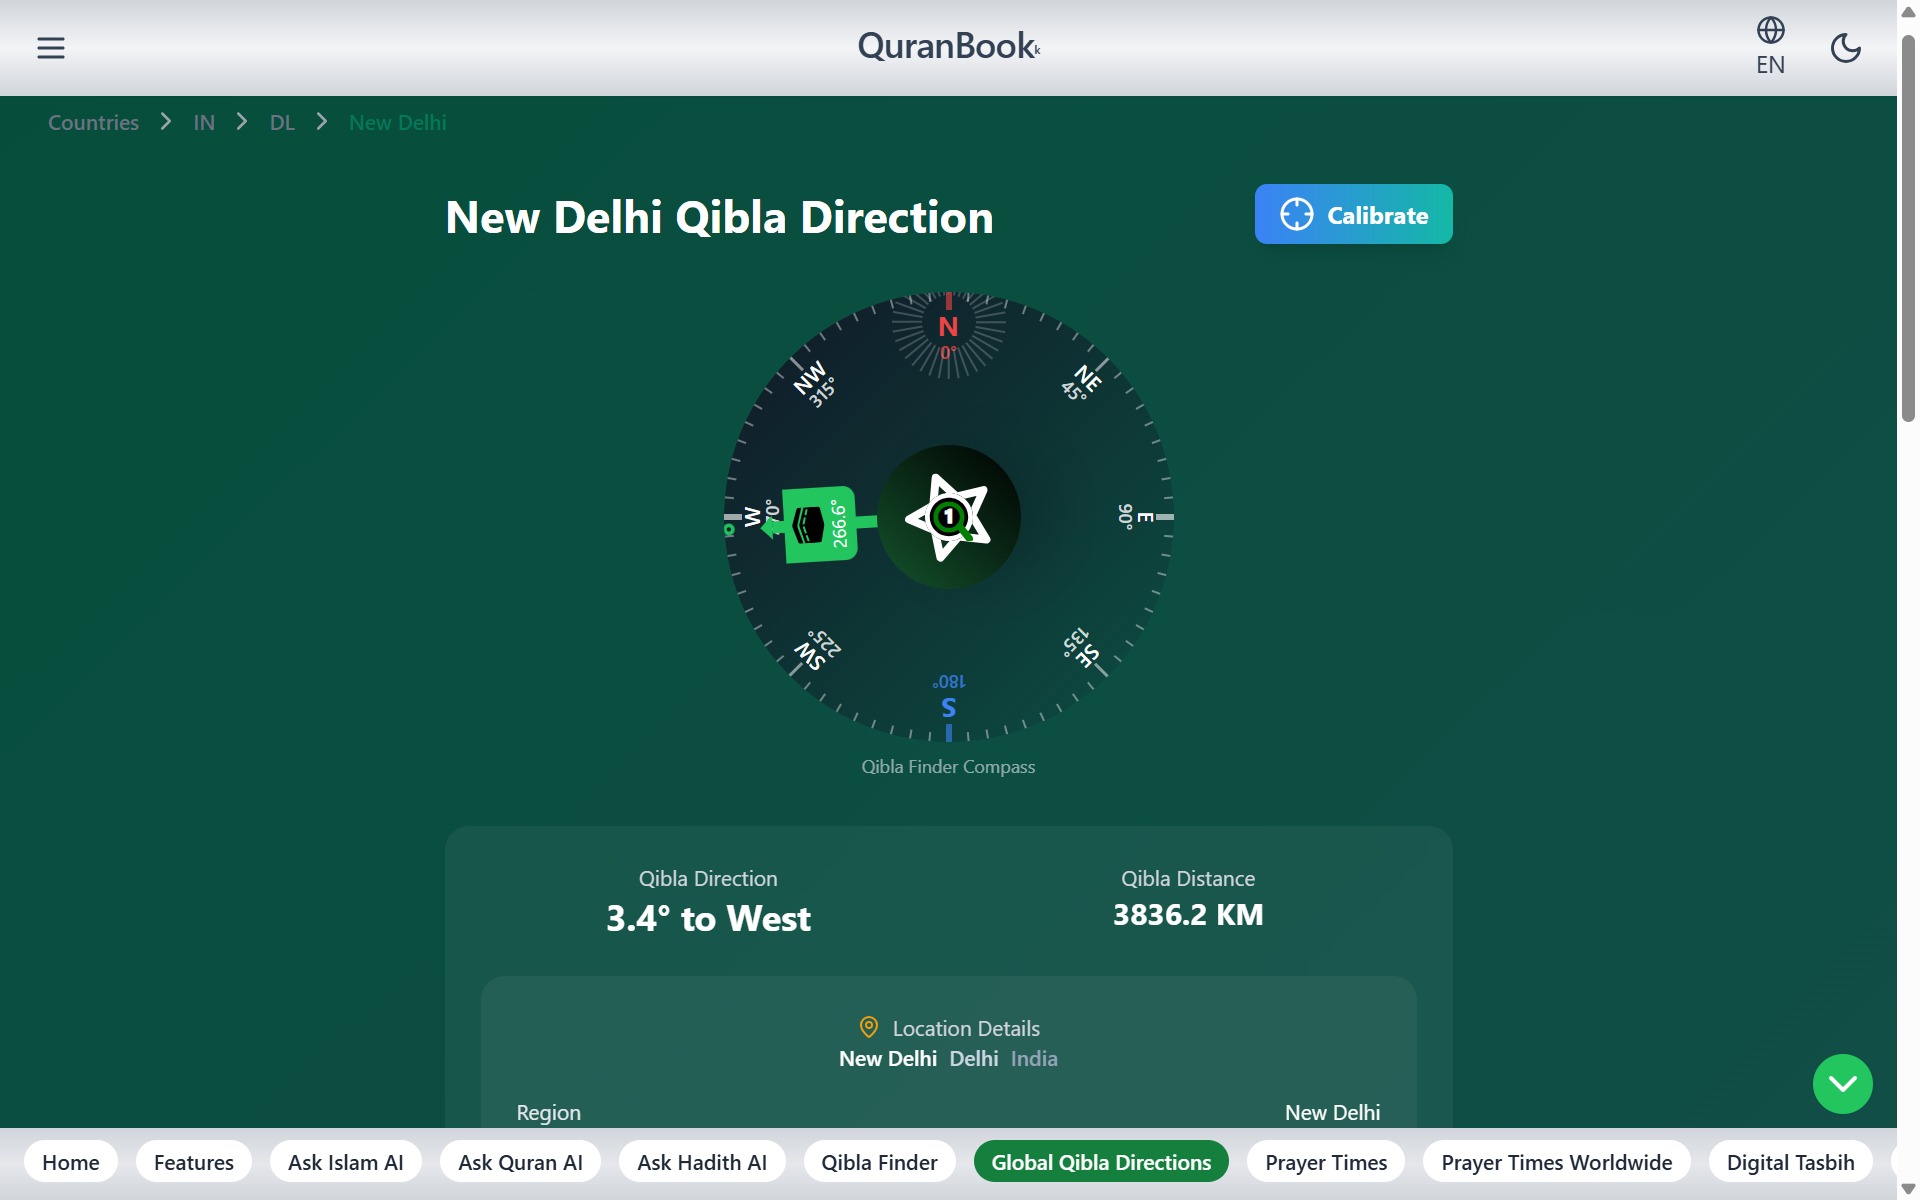 QuranBook
k
EN
Countries
IN
DL
New Delhi
New Delhi Qibla Direction
Calibrate
N
0°
NW
315°
NE
45°
W
266.6°
1
E
90°
SW
225°
SE
135°
180°
S
Qibla Finder Compass
Qibla Direction
3.4° to West
Qibla Distance
3836.2 KM
Location Details
New Delhi Delhi India
Region
New Delhi
Home
Features
Ask Islam AI
Ask Quran AI
Ask Hadith AI
Qibla Finder
Global Qibla Directions
Prayer Times
Prayer Times Worldwide
Digital Tasbih